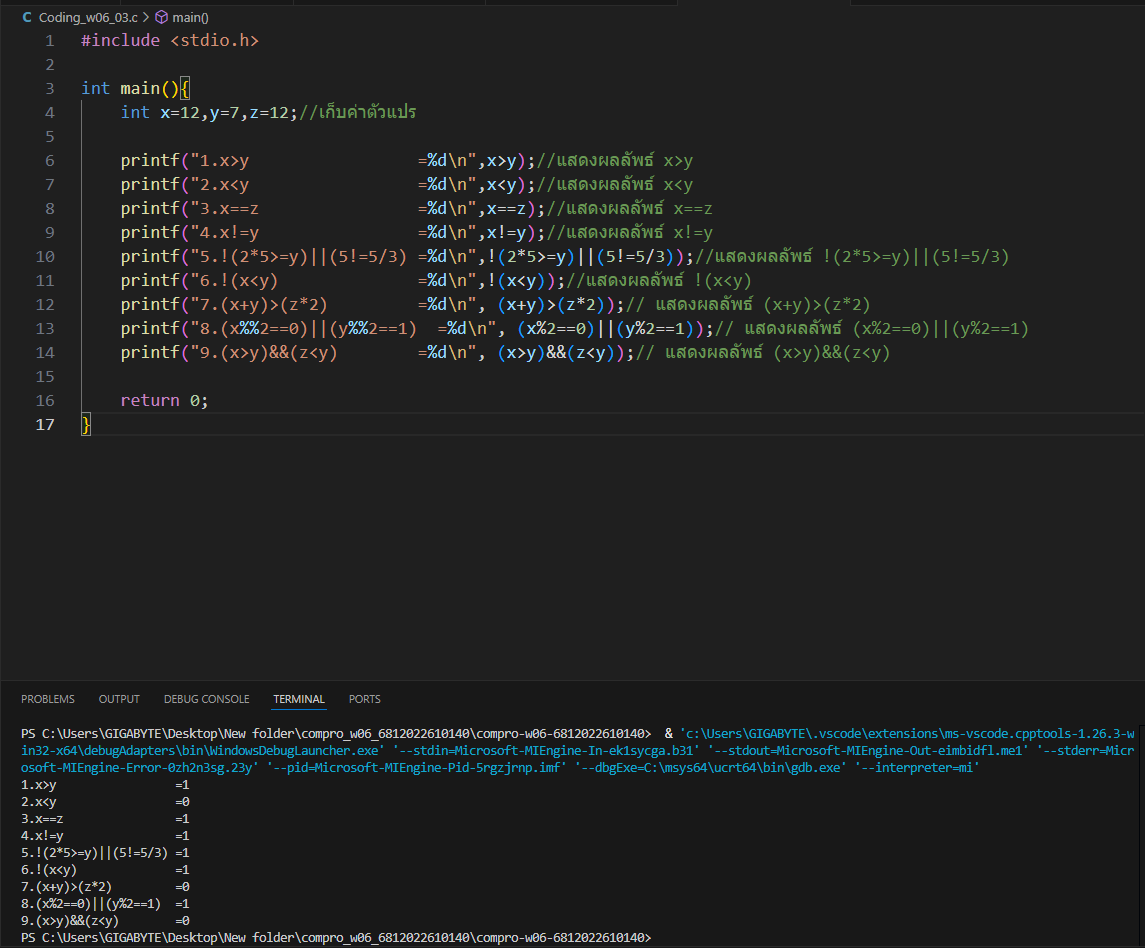 Coding_w06_03.c > main()
1 #include <stdio.h>
2
3 int main(){
4     int x=12,y=7,z=12;//เก็บค่าตัวแปร
5
6     printf("1.x>y                 =%d\n",x>y);//แสดงผลลัพธ์ x>y
7     printf("2.x<y                 =%d\n",x<y);//แสดงผลลัพธ์ x<y
8     printf("3.x==z                =%d\n",x==z);//แสดงผลลัพธ์ x==z
9     printf("4.x!=y                =%d\n",x!=y);//แสดงผลลัพธ์ x!=y
10     printf("5.!(2*5>=y)||(5!=5/3) =%d\n",!(2*5>=y)||(5!=5/3));//แสดงผลลัพธ์ !(2*5>=y)||(5!=5/3)
11     printf("6.!(x<y)              =%d\n",!(x<y));//แสดงผลลัพธ์ !(x<y)
12     printf("7.(x+y)>(z*2)         =%d\n", (x+y)>(z*2));// แสดงผลลัพธ์ (x+y)>(z*2)
13     printf("8.(x%%2==0)||(y%%2==1)  =%d\n", (x%2==0)||(y%2==1));// แสดงผลลัพธ์ (x%2==0)||(y%2==1)
14     printf("9.(x>y)&&(z<y)        =%d\n", (x>y)&&(z<y));// แสดงผลลัพธ์ (x>y)&&(z<y)
15
16     return 0;
17 }
PROBLEMS OUTPUT DEBUG CONSOLE TERMINAL PORTS
PS C:\Users\GIGABYTE\Desktop\New folder\compro_w06_6812022610140\compro-w06-6812022610140>  & 'c:\Users\GIGABYTE\.vscode\extensions\ms-vscode.cpptools-1.26.3-w
in32-x64\debugAdapters\bin\WindowsDebugLauncher.exe' '--stdin=Microsoft-MIEngine-In-ek1sycga.b31' '--stdout=Microsoft-MIEngine-Out-eimbidfl.me1' '--stderr=Micr
osoft-MIEngine-Error-0zh2n3sg.23y' '--pid=Microsoft-MIEngine-Pid-5rgzjrnp.imf' '--dbgExe=C:\msys64\ucrt64\bin\gdb.exe' '--interpreter=mi'
1.x>y                 =1
2.x<y                 =0
3.x==z                =1
4.x!=y                =1
5.!(2*5>=y)||(5!=5/3) =1
6.!(x<y)              =1
7.(x+y)>(z*2)         =0
8.(x%2==0)||(y%2==1)  =1
9.(x>y)&&(z<y)        =0
PS C:\Users\GIGABYTE\Desktop\New folder\compro_w06_6812022610140\compro-w06-6812022610140>